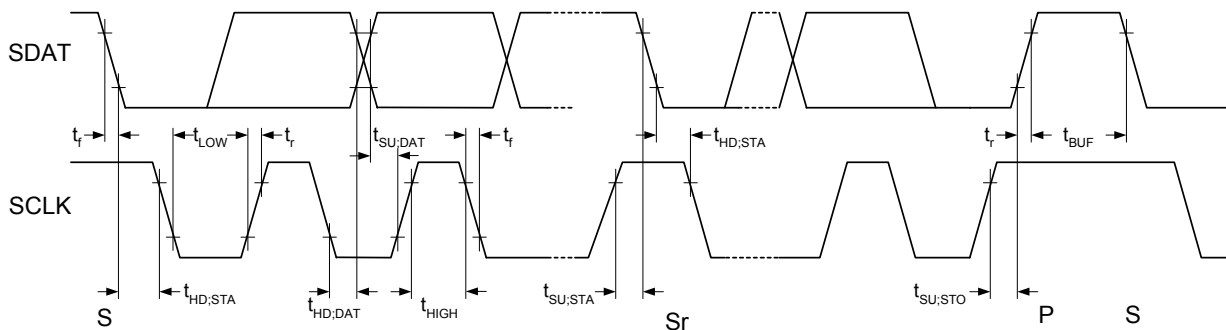 SDAT
t_f t_LOW t_r t_SU;DAT t_f t_HD;STA t_r t_BUF
SCLK
t_HD;STA t_HD;DAT t_HIGH t_SU;STA t_SU;STO
S Sr P S